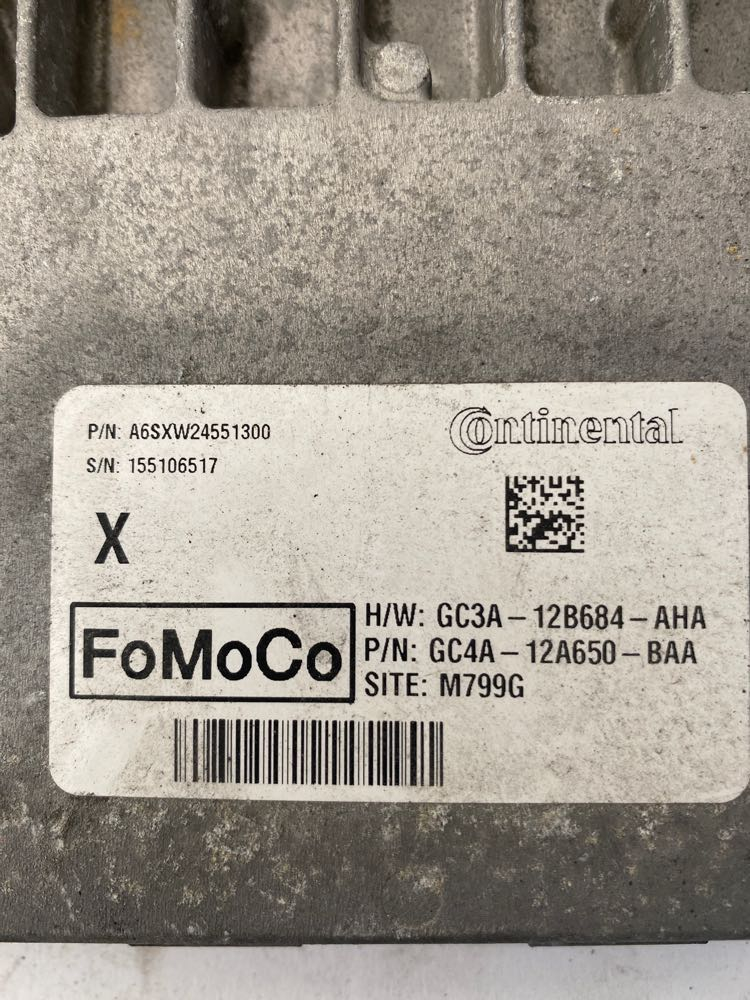 P/N: A6SXW24551300
S/N: 155106517
Continental
X
FoMoCo
H/W: GC3A-12B684-AHA
P/N: GC4A-12A650-BAA
SITE: M799G